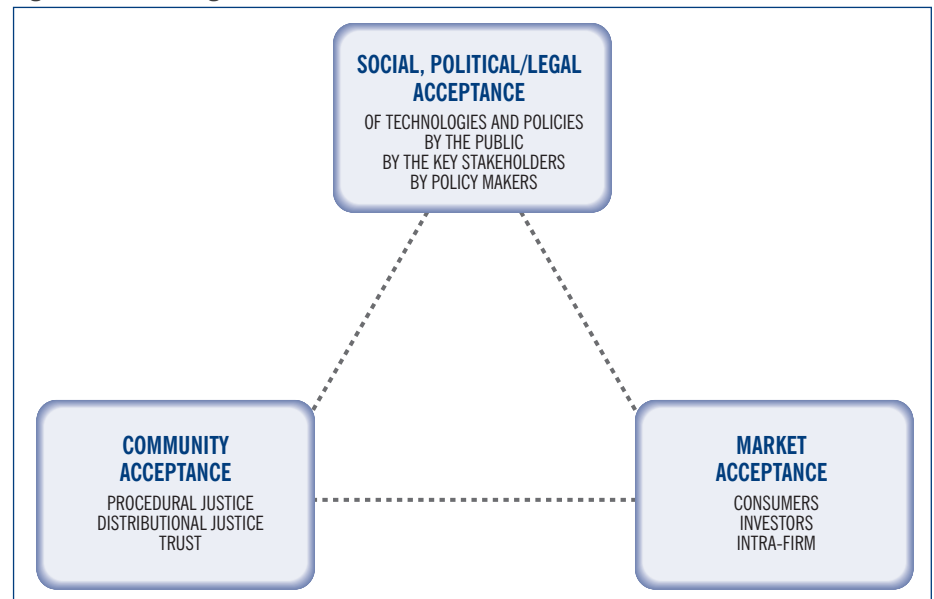 SOCIAL, POLITICAL/LEGAL
ACCEPTANCE
OF TECHNOLOGIES AND POLICIES
BY THE PUBLIC
BY THE KEY STAKEHOLDERS
BY POLICY MAKERS
COMMUNITY
ACCEPTANCE
PROCEDURAL JUSTICE
DISTRIBUTIONAL JUSTICE
TRUST
MARKET
ACCEPTANCE
CONSUMERS
INVESTORS
INTRA-FIRM